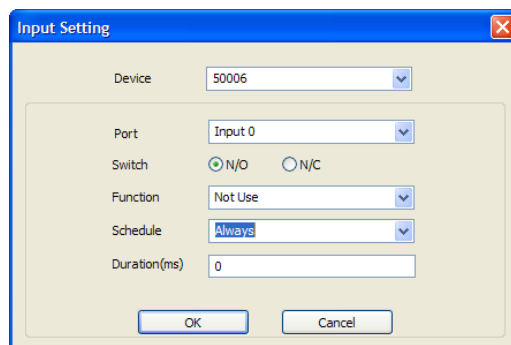 Input Setting
Device 50006
Port Input 0
Switch N/O N/C
Function Not Use
Schedule Always
Duration(ms) 0
OK Cancel